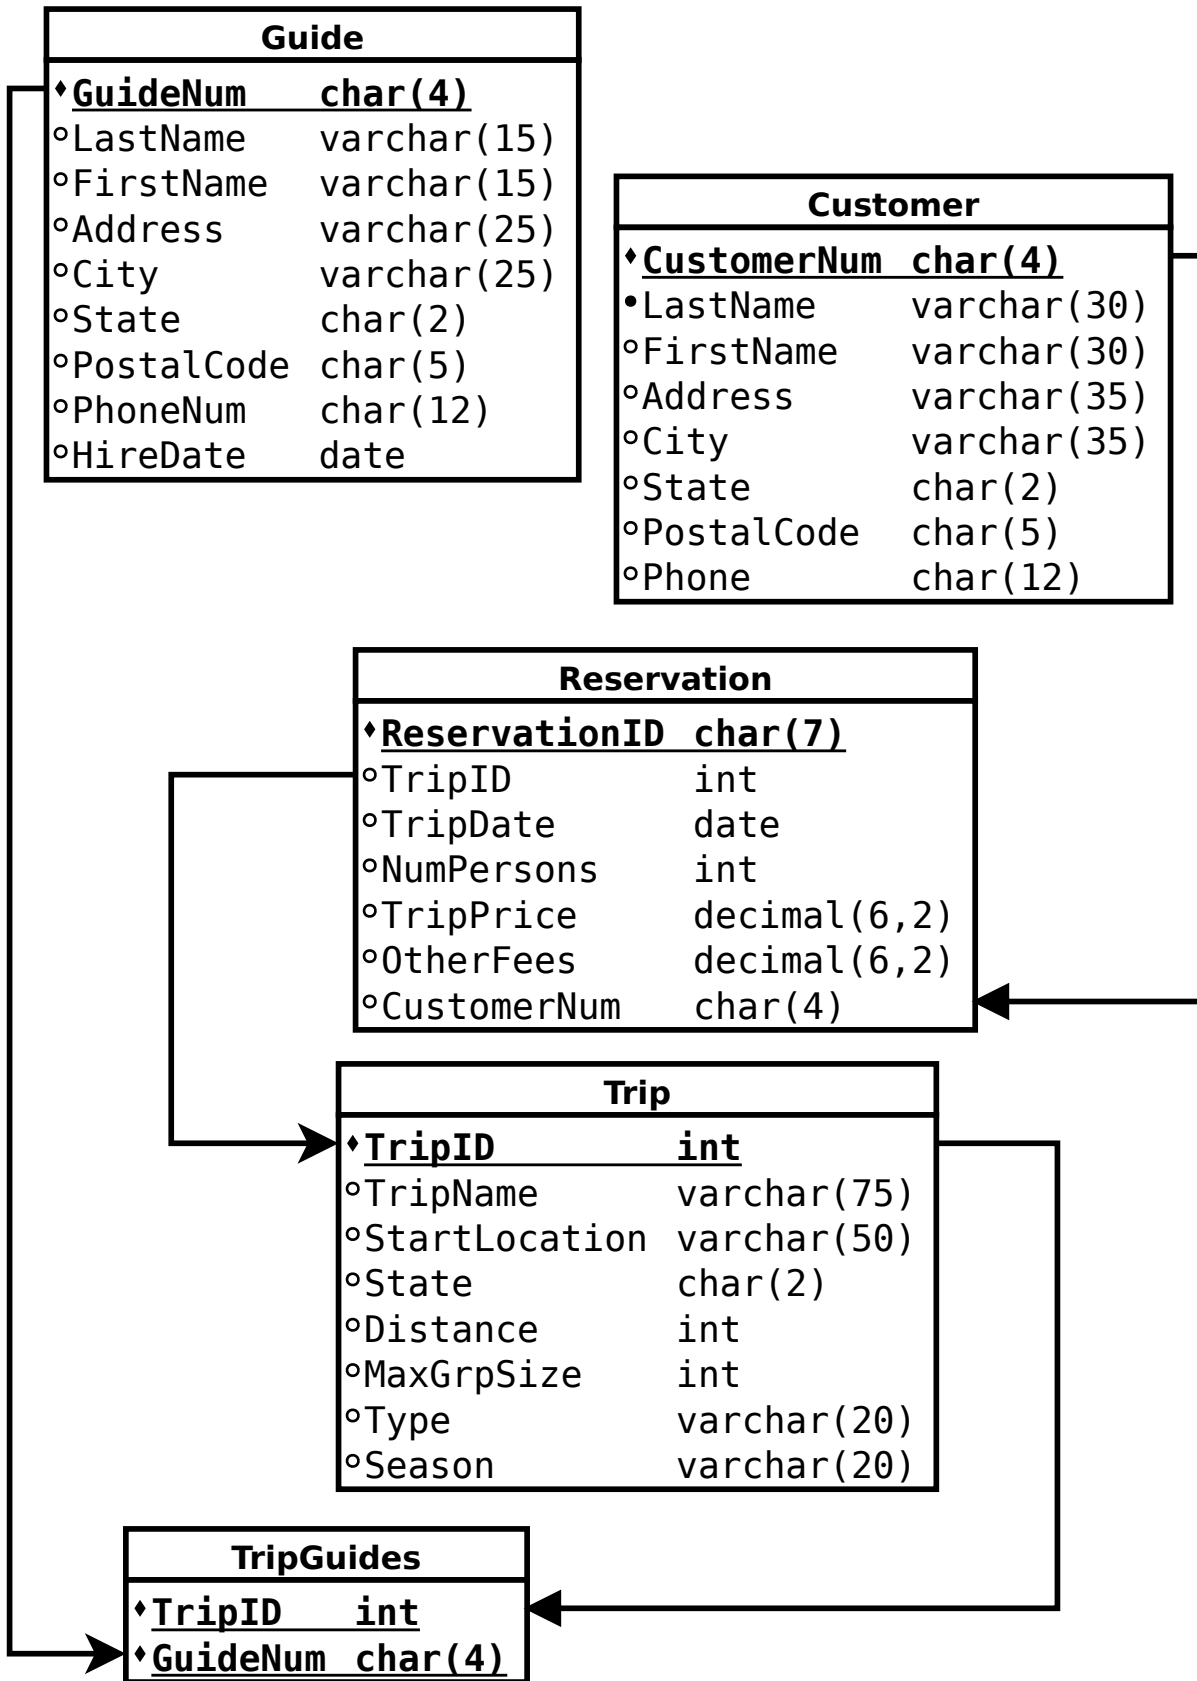 Guide
GuideNum char(4)
LastName varchar(15)
FirstName varchar(15)
Address varchar(25)
City varchar(25)
State char(2)
PostalCode char(5)
PhoneNum char(12)
HireDate date
Customer
CustomerNum char(4)
LastName varchar(30)
FirstName varchar(30)
Address varchar(35)
City varchar(35)
State char(2)
PostalCode char(5)
Phone char(12)
Reservation
ReservationID char(7)
TripID int
TripDate date
NumPersons int
TripPrice decimal(6,2)
OtherFees decimal(6,2)
CustomerNum char(4)
Trip
TripID int
TripName varchar(75)
StartLocation varchar(50)
State char(2)
Distance int
MaxGrpSize int
Type varchar(20)
Season varchar(20)
TripGuides
TripID int
GuideNum char(4)